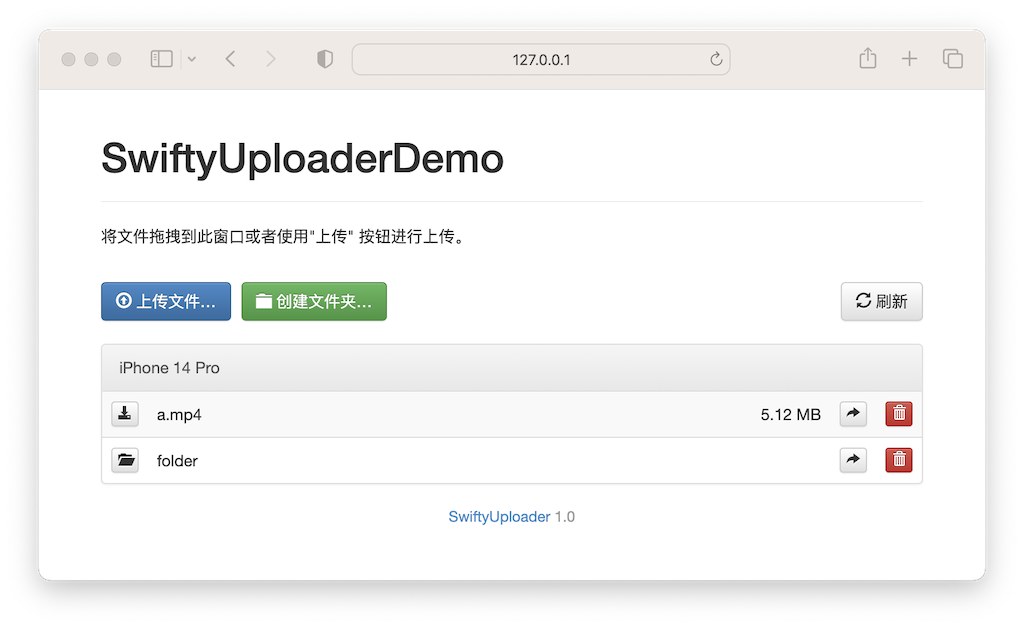 127.0.0.1
SwiftyUploaderDemo
将文件拖拽到此窗口或者使用"上传" 按钮进行上传。
上传文件... 创建文件夹... 刷新
iPhone 14 Pro
a.mp4 5.12 MB
folder
SwiftyUploader 1.0